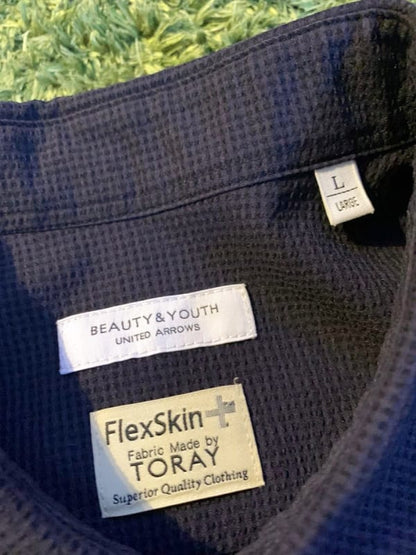 L
LARGE
BEAUTY&YOUTH
UNITED ARROWS
FlexSkin+
Fabric Made by
TORAY
Superior Quality Clothing